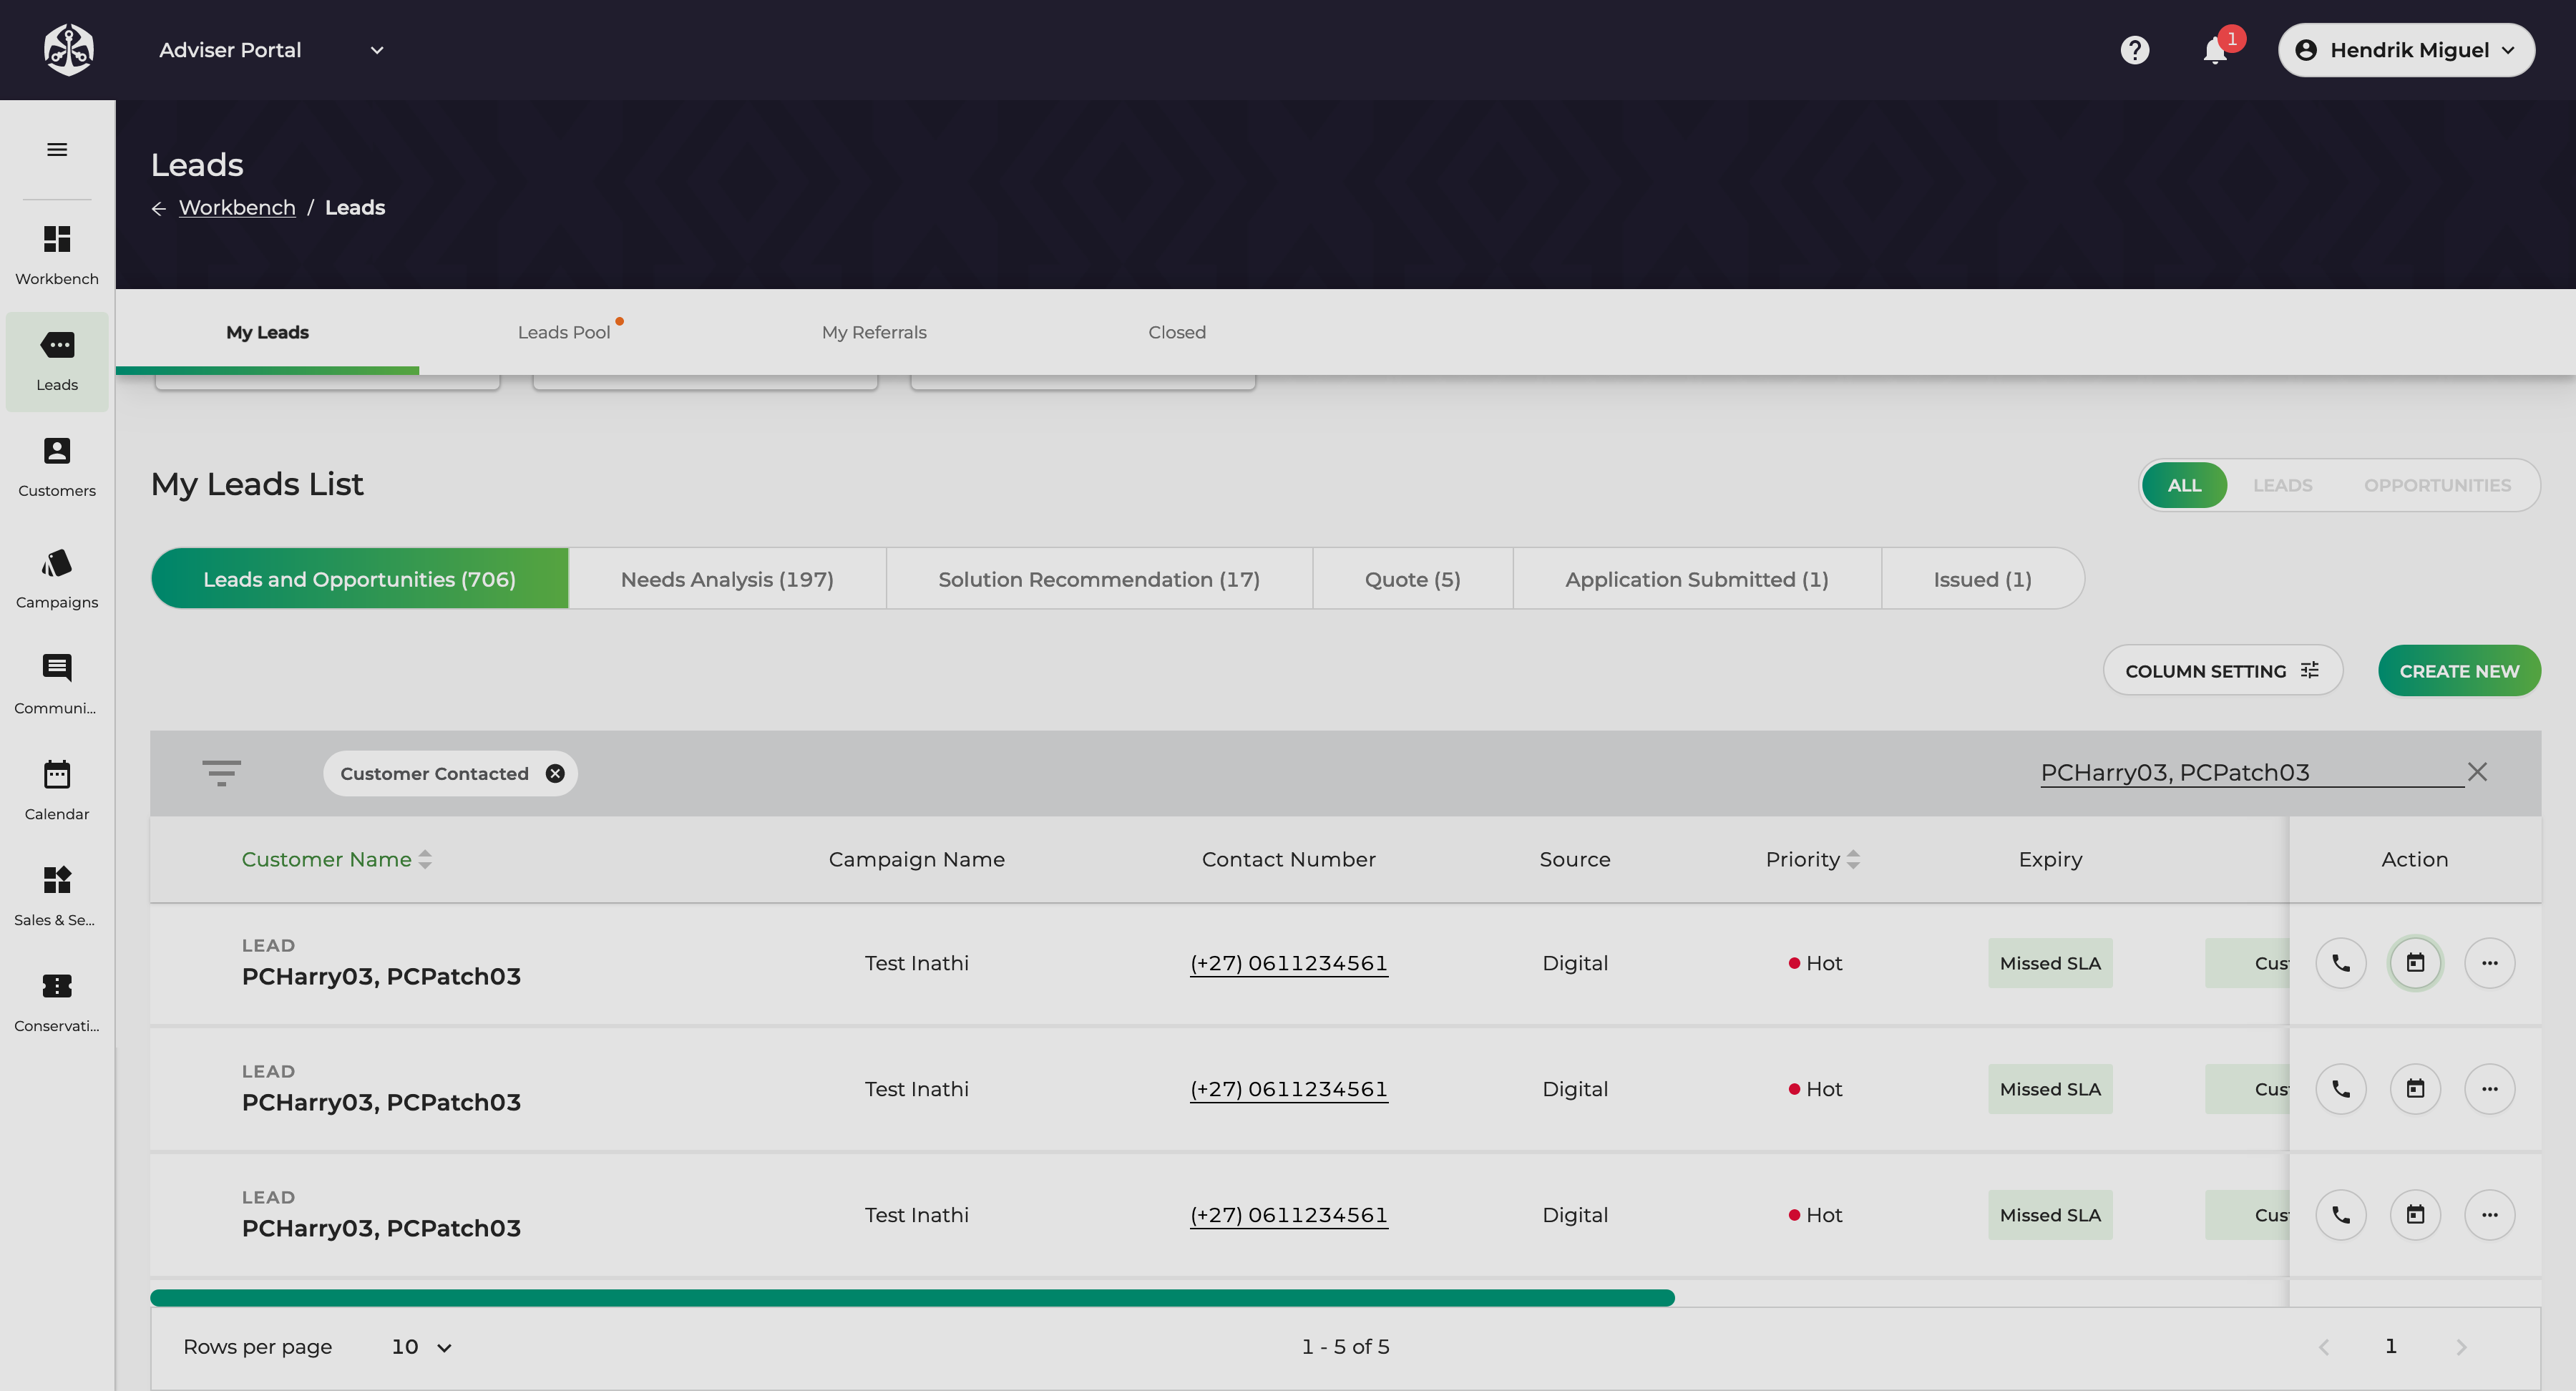 Adviser Portal
1
Hendrik Miguel
Leads
Workbench / Leads
Workbench
Leads
Customers
Campaigns
Communi...
Calendar
Sales & Se...
Conservati...
My Leads
Leads Pool
My Referrals
Closed
My Leads List
ALL
LEADS
OPPORTUNITIES
Leads and Opportunities (706)
Needs Analysis (197)
Solution Recommendation (17)
Quote (5)
Application Submitted (1)
Issued (1)
COLUMN SETTING
CREATE NEW
Customer Contacted
PCHarry03, PCPatch03
Customer Name
Campaign Name
Contact Number
Source
Priority
Expiry
Action
LEAD
PCHarry03, PCPatch03
Test Inathi
(+27) 0611234561
Digital
Hot
Missed SLA
Cus
LEAD
PCHarry03, PCPatch03
Test Inathi
(+27) 0611234561
Digital
Hot
Missed SLA
Cus
LEAD
PCHarry03, PCPatch03
Test Inathi
(+27) 0611234561
Digital
Hot
Missed SLA
Cus
Rows per page
10
1 - 5 of 5
1